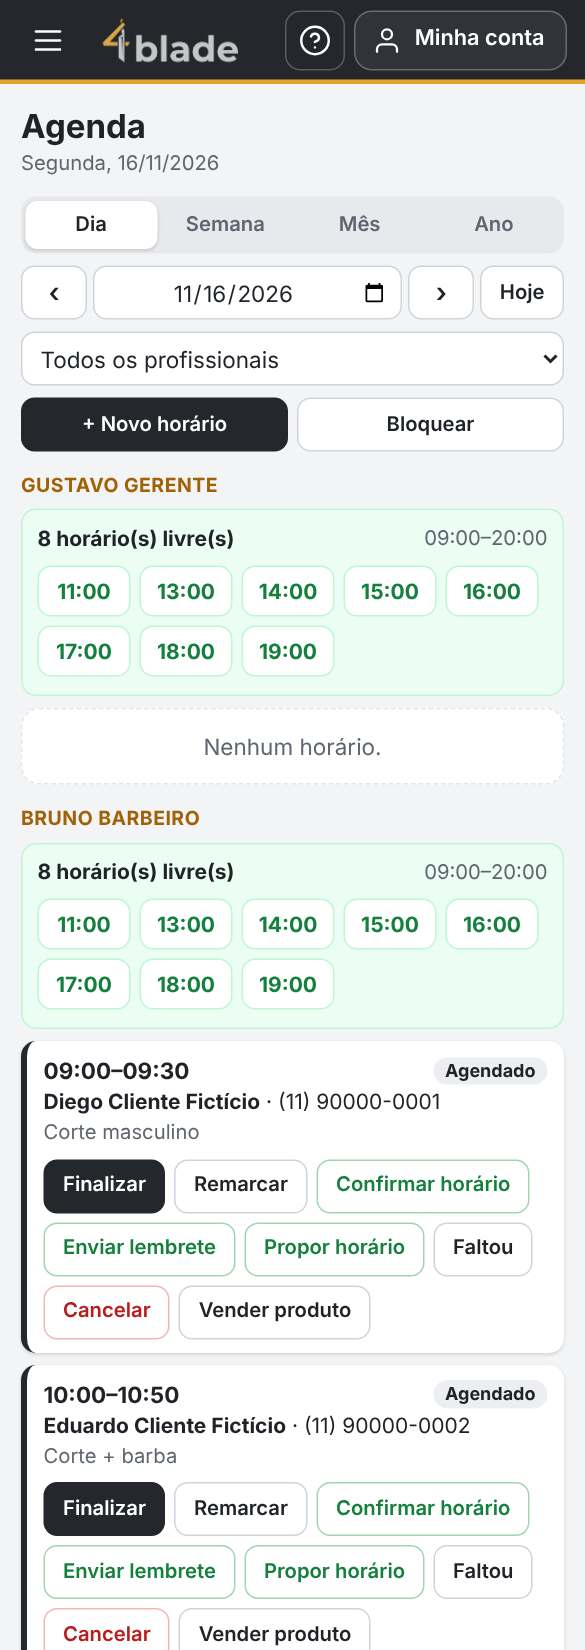 4blade
Minha conta
Agenda
Segunda, 16/11/2026
Dia Semana Mês Ano
‹ 11/16/2026 › Hoje
Todos os profissionais
+ Novo horário Bloquear
GUSTAVO GERENTE
8 horário(s) livre(s) 09:00–20:00
11:00 13:00 14:00 15:00 16:00
17:00 18:00 19:00
Nenhum horário.
BRUNO BARBEIRO
8 horário(s) livre(s) 09:00–20:00
11:00 13:00 14:00 15:00 16:00
17:00 18:00 19:00
09:00–09:30 Agendado
Diego Cliente Fictício · (11) 90000-0001
Corte masculino
Finalizar Remarcar Confirmar horário
Enviar lembrete Propor horário Faltou
Cancelar Vender produto
10:00–10:50 Agendado
Eduardo Cliente Fictício · (11) 90000-0002
Corte + barba
Finalizar Remarcar Confirmar horário
Enviar lembrete Propor horário Faltou
Cancelar Vender produto